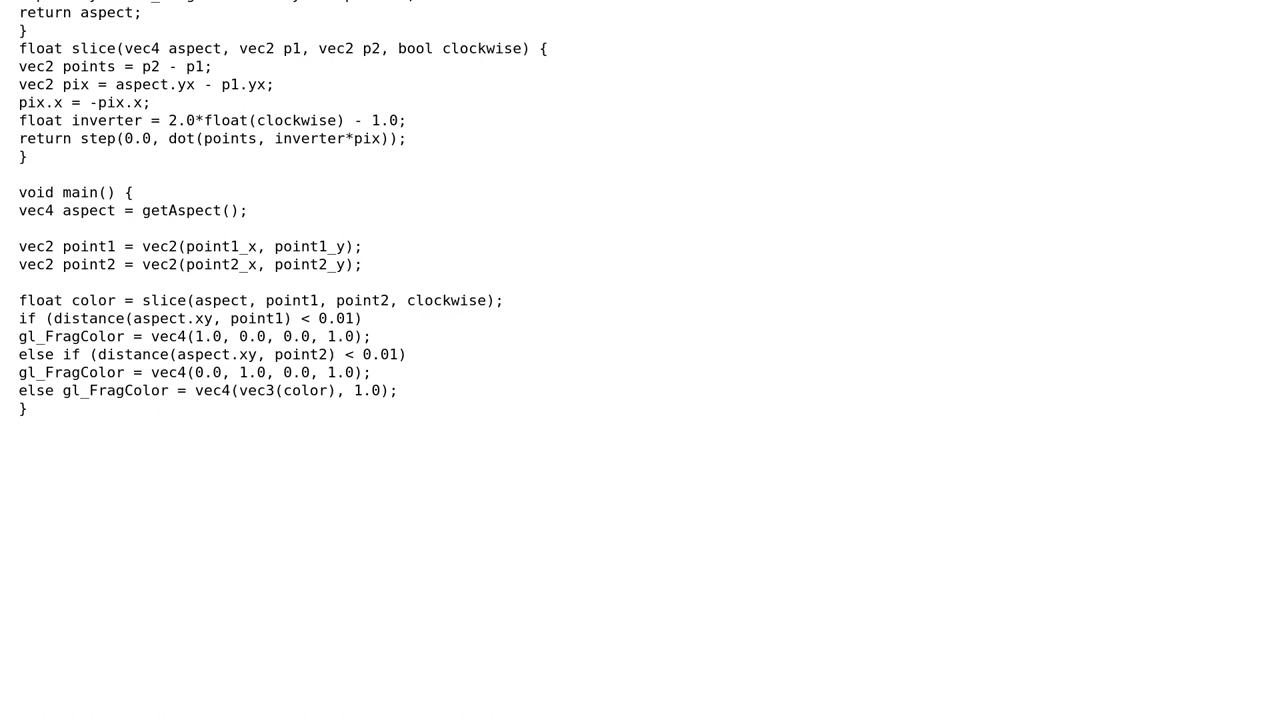 return aspect;
}
float slice(vec4 aspect, vec2 p1, vec2 p2, bool clockwise) {
vec2 points = p2 - p1;
vec2 pix = aspect.yx - p1.yx;
pix.x = -pix.x;
float inverter = 2.0*float(clockwise) - 1.0;
return step(0.0, dot(points, inverter*pix));
}
void main() {
vec4 aspect = getAspect();
vec2 point1 = vec2(point1_x, point1_y);
vec2 point2 = vec2(point2_x, point2_y);
float color = slice(aspect, point1, point2, clockwise);
if (distance(aspect.xy, point1) < 0.01)
gl_FragColor = vec4(1.0, 0.0, 0.0, 1.0);
else if (distance(aspect.xy, point2) < 0.01)
gl_FragColor = vec4(0.0, 1.0, 0.0, 1.0);
else gl_FragColor = vec4(vec3(color), 1.0);
}